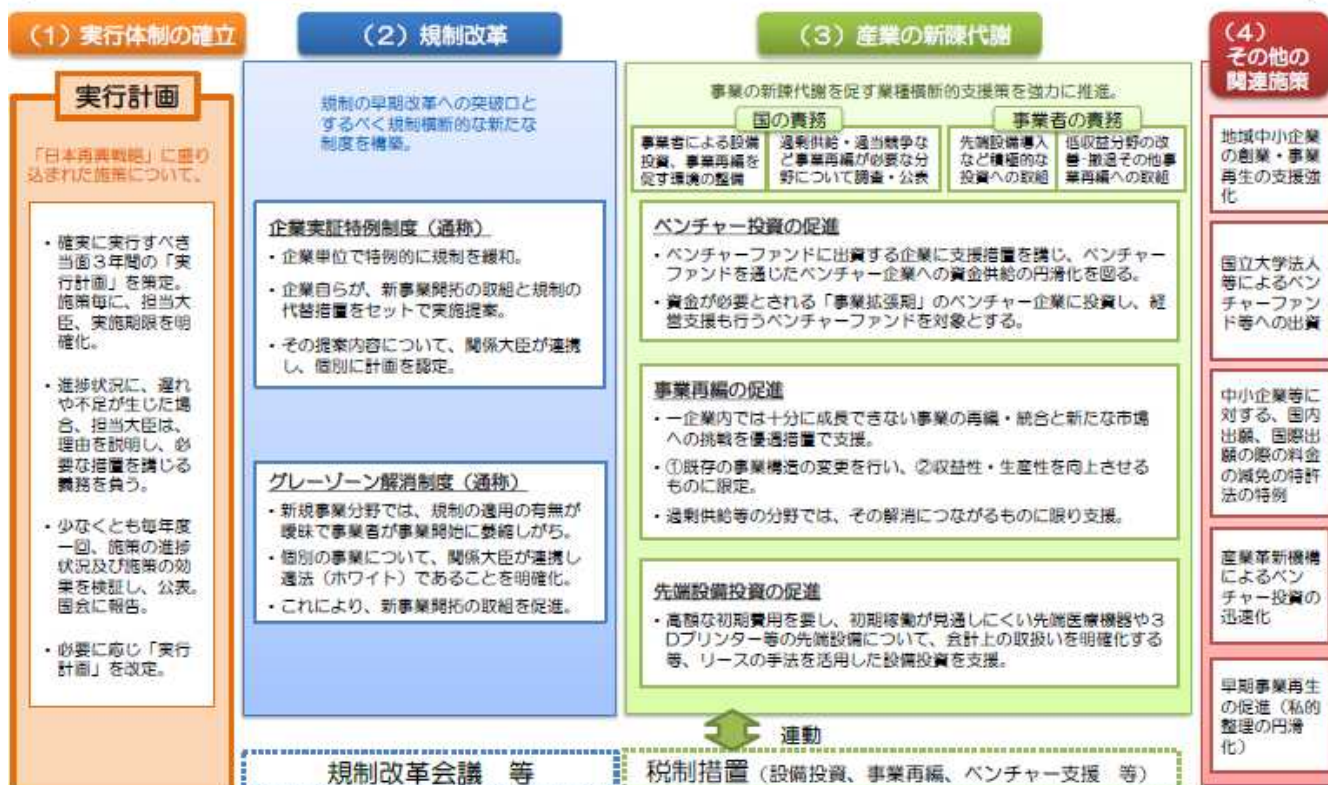 （1）実行体制の確立
実行計画
「日本再興戦略」に盛り
込まれた施策について、
・確実に実行すべき
当面３年間の「実
行計画」を策定。
施策毎に、担当大
臣、実施期限を明
確化。
・進捗状況に、遅れ
や不足が生じた場
合、担当大臣は、
理由を説明し、必
要な措置を講じる
義務を負う。
・少なくとも毎年度
一回、施策の進捗
状況及び施策の効
果を検証し、公表。
国会に報告。
・必要に応じ「実行
計画」を改定。
（2）規制改革
規制の早期改革への突破口と
するべく規制横断的な新たな
制度を構築。
企業実証特例制度（通称）
・企業単位で特例的に規制を緩和。
・企業自らが、新事業開拓の取組と規制の
代替措置をセットで実施提案。
・その提案内容について、関係大臣が連携
し、個別に計画を認定。
グレーゾーン解消制度（通称）
・新規事業分野では、規制の適用の有無が
曖昧で事業者が事業開始に萎縮しがち。
・個別の事業について、関係大臣が連携し
適法（ホワイト）であることを明確化。
・これにより、新事業開拓の取組を促進。
規制改革会議　等
（3）産業の新陳代謝
事業の新陳代謝を促す業種横断的支援策を強力に推進。
国の責務
事業者による設備
投資、事業再編を
促す環境の整備
過剰供給・過当競争な
ど事業再編が必要な分
野について調査・公表
事業者の責務
先端設備導入
など積極的な
投資への取組
低収益分野の改
善・撤退その他事
業再編への取組
ベンチャー投資の促進
・ベンチャーファンドに出資する企業に支援措置を講じ、ベンチャー
ファンドを通じたベンチャー企業への資金供給の円滑化を図る。
・資金が必要とされる「事業拡張期」のベンチャー企業に投資し、経
営支援も行うベンチャーファンドを対象とする。
事業再編の促進
・一企業内では十分に成長できない事業の再編・統合と新たな市場
への挑戦を優遇措置で支援。
・①既存の事業構造の変更を行い、②収益性・生産性を向上させる
ものに限定。
・過剰供給等の分野では、その解消につながるものに限り支援。
先端設備投資の促進
・高額な初期費用を要し、初期稼働が見通しにくい先端医療機器や３
Ｄプリンター等の先端設備について、会計上の取扱いを明確化する
等、リースの手法を活用した設備投資を支援。
連動
税制措置（設備投資、事業再編、ベンチャー支援　等）
（4）
その他の
関連施策
地域中小企業
の創業・事業
再生の支援強
化
国立大学法人
等によるベン
チャーファン
ド等への出資
中小企業等に
対する、国内
出願、国際出
願の際の料金
の減免の特許
法の特例
産業革新機構
によるベン
チャー投資の
迅速化
早期事業再生
の促進（私的
整理の円滑
化）